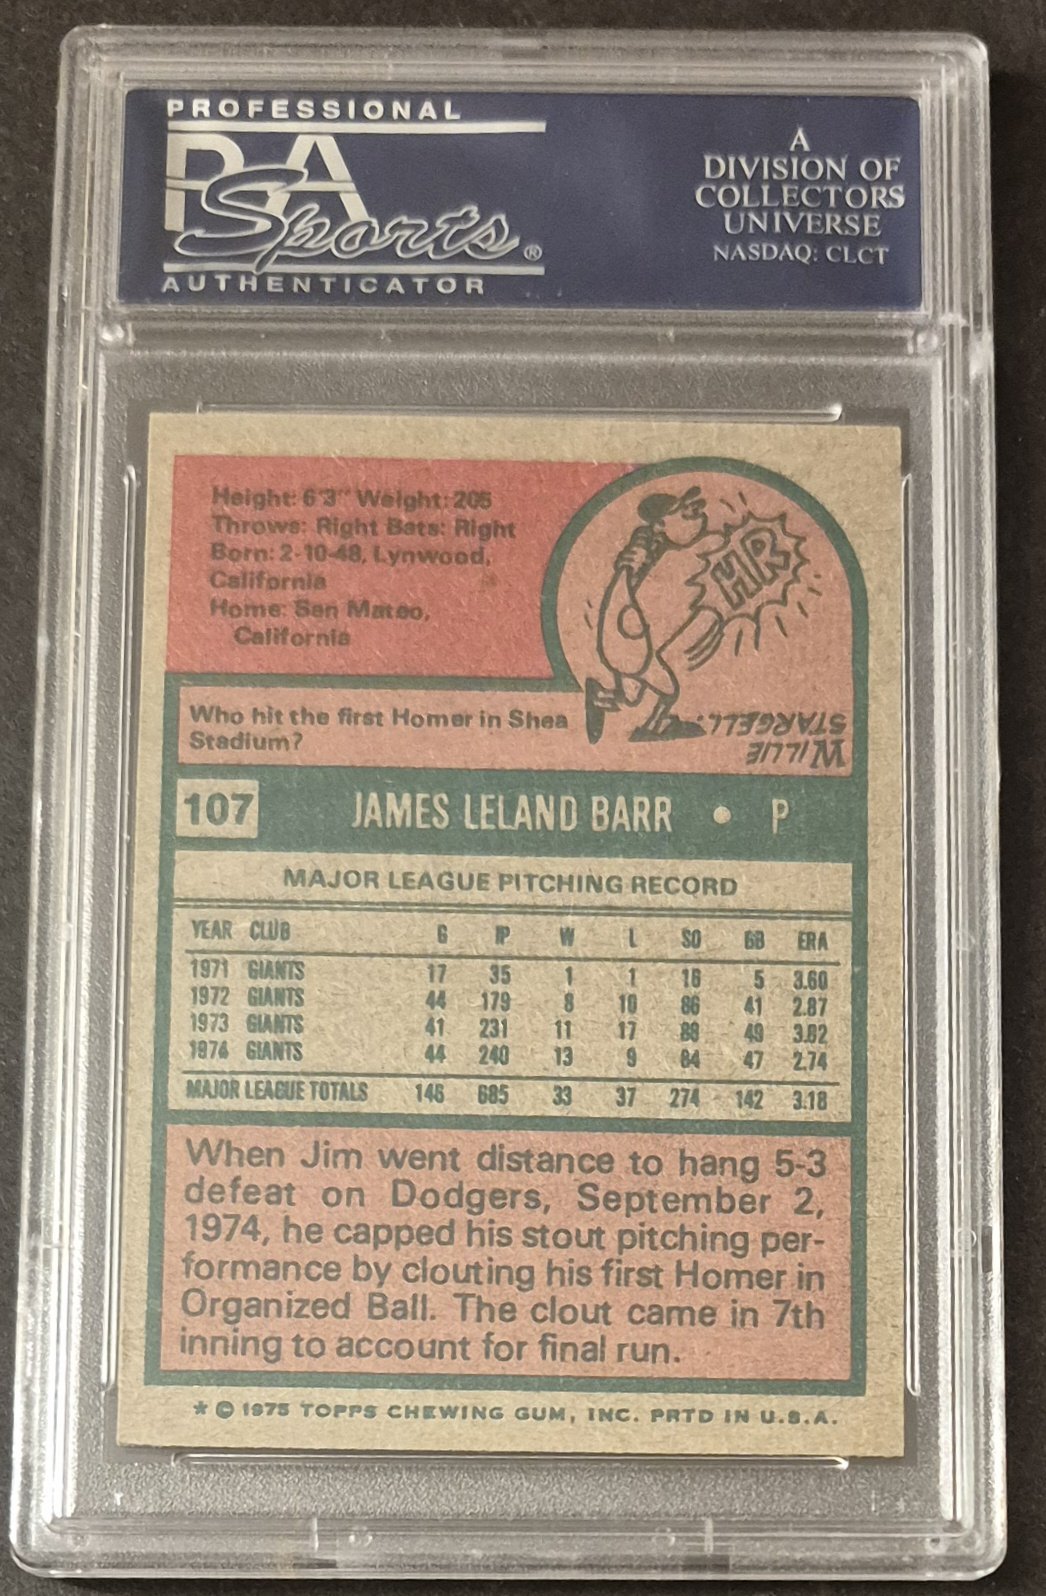 PROFESSIONAL
PSA
Sports®
AUTHENTICATOR
A
DIVISION OF
COLLECTORS
UNIVERSE
NASDAQ: CLCT
Height: 6'3" Weight: 205
Throws: Right Bats: Right
Born: 2-10-48, Lynwood,
California
Home: San Mateo,
California
HR
Who hit the first Homer in Shea
Stadium?
WILLIE
STARGELL.
107 JAMES LELAND BARR • P
MAJOR LEAGUE PITCHING RECORD
YEAR CLUB G IP W L SO BB ERA
1971 GIANTS 17 35 1 1 16 5 3.60
1972 GIANTS 44 179 8 10 86 41 2.87
1973 GIANTS 41 231 11 17 88 49 3.82
1974 GIANTS 44 240 13 9 84 47 2.74
MAJOR LEAGUE TOTALS 146 685 33 37 274 142 3.18
When Jim went distance to hang 5-3
defeat on Dodgers, September 2,
1974, he capped his stout pitching per-
formance by clouting his first Homer in
Organized Ball. The clout came in 7th
inning to account for final run.
* © 1975 TOPPS CHEWING GUM, INC. PRTD IN U.S.A.